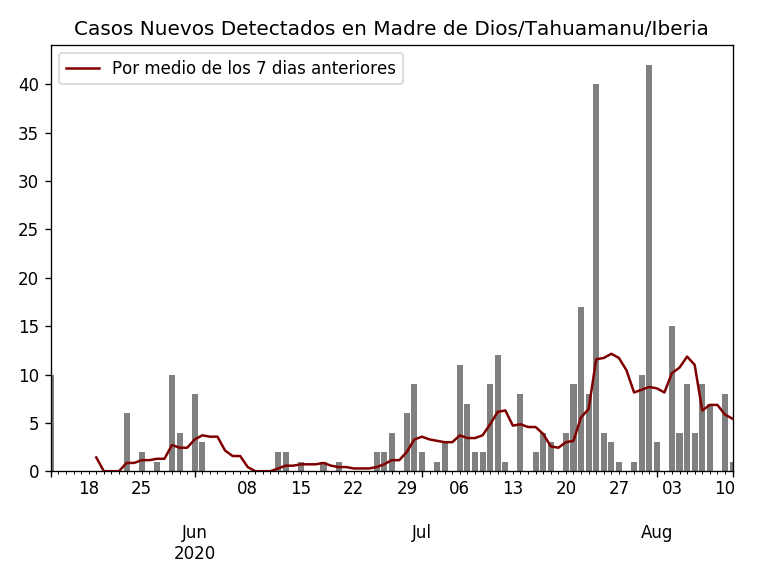 Casos Nuevos Detectados en Madre de Dios/Tahuamanu/Iberia
Por medio de los 7 dias anteriores
40
35
30
25
20
15
10
5
0
18 25 08 15 22 29 06 13 20 27 03 10
Jun Jul Aug
2020